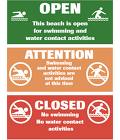 OPEN
This beach is open
for swimming and
water contact activities
ATTENTION
Swimming
and water contact
activities are
not advised
at this time
CLOSED
No swimming
No water contact
activities